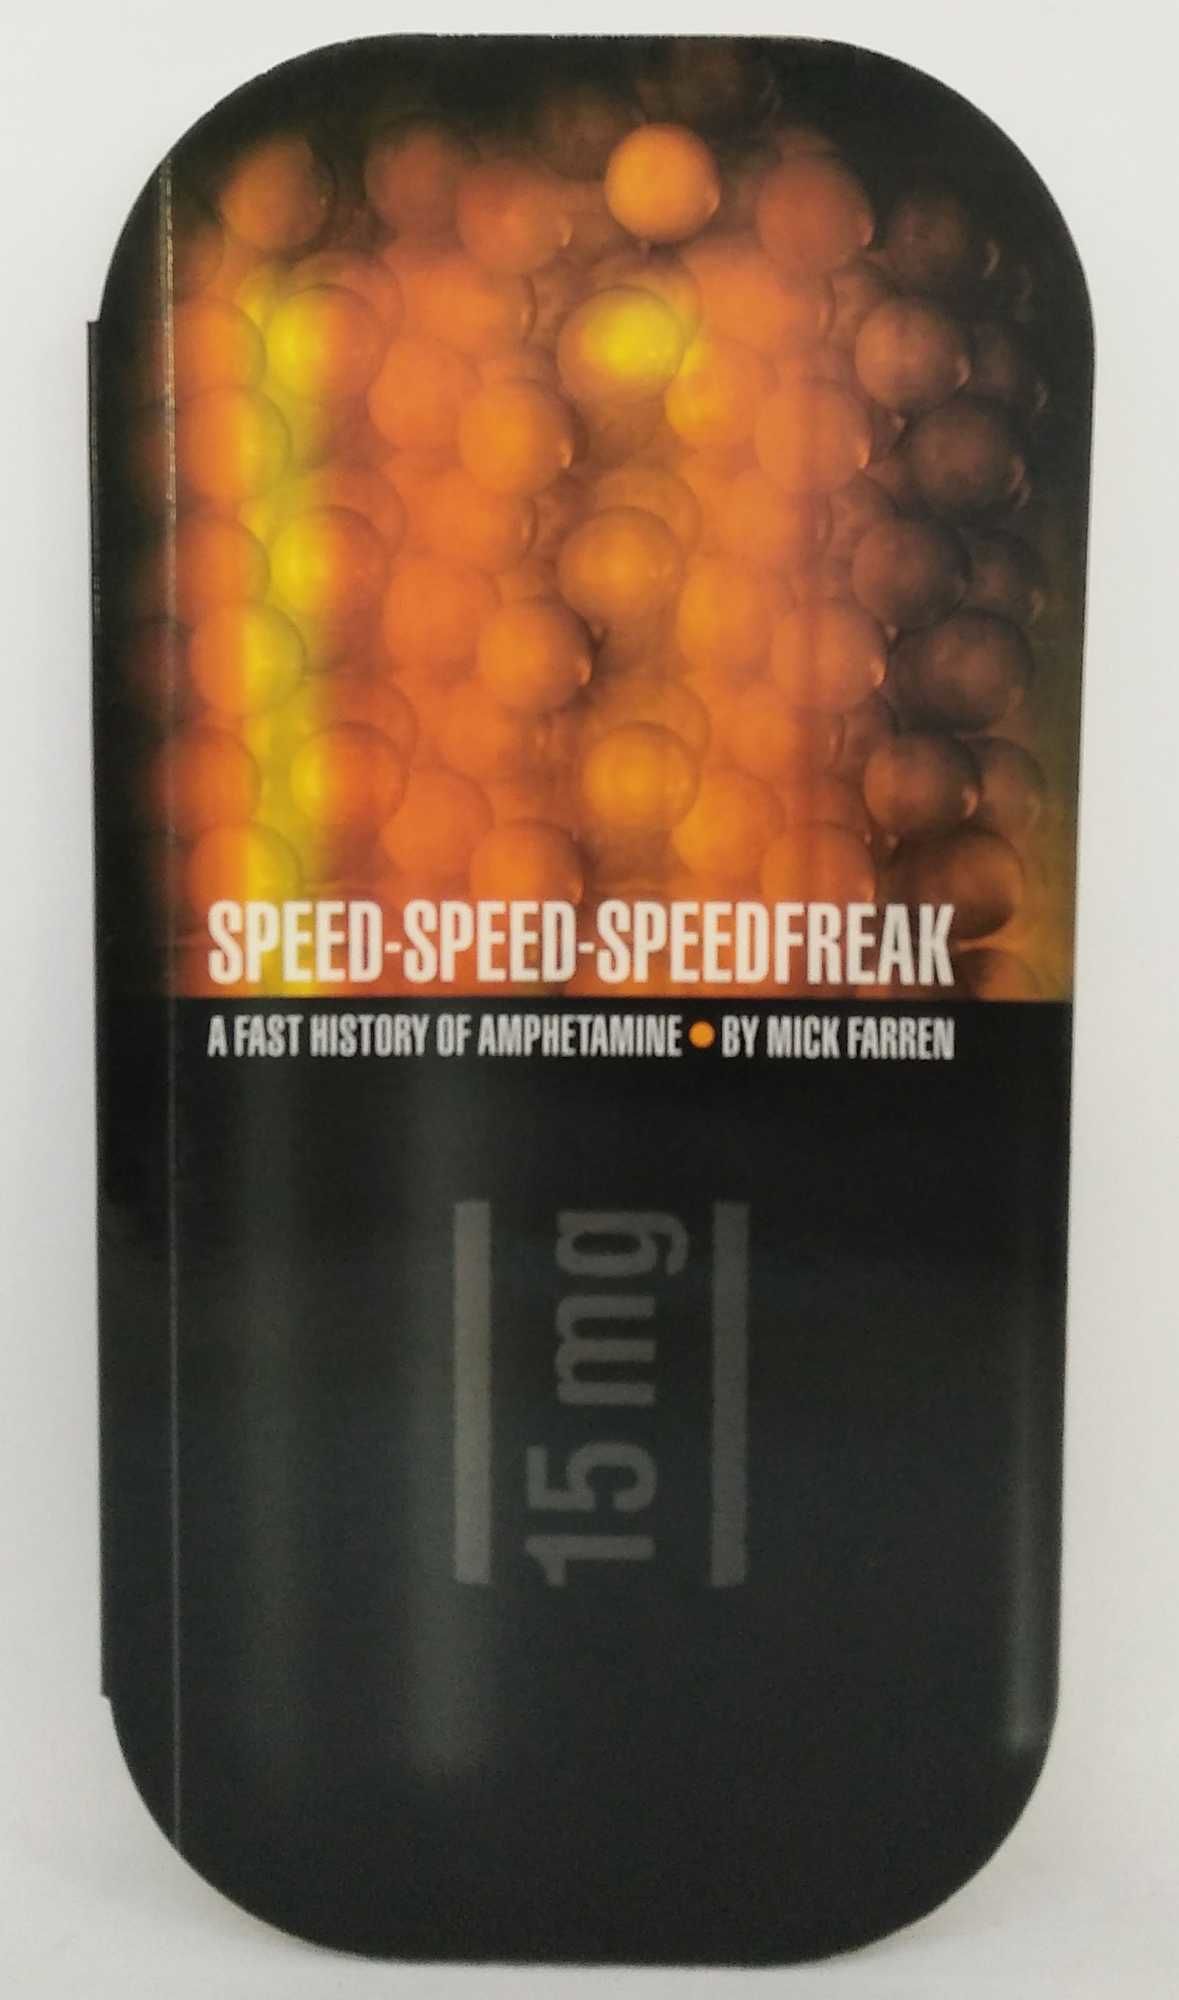 SPEED-SPEED-SPEEDFREAK
A FAST HISTORY OF AMPHETAMINE • BY MICK FARREN
15 mg